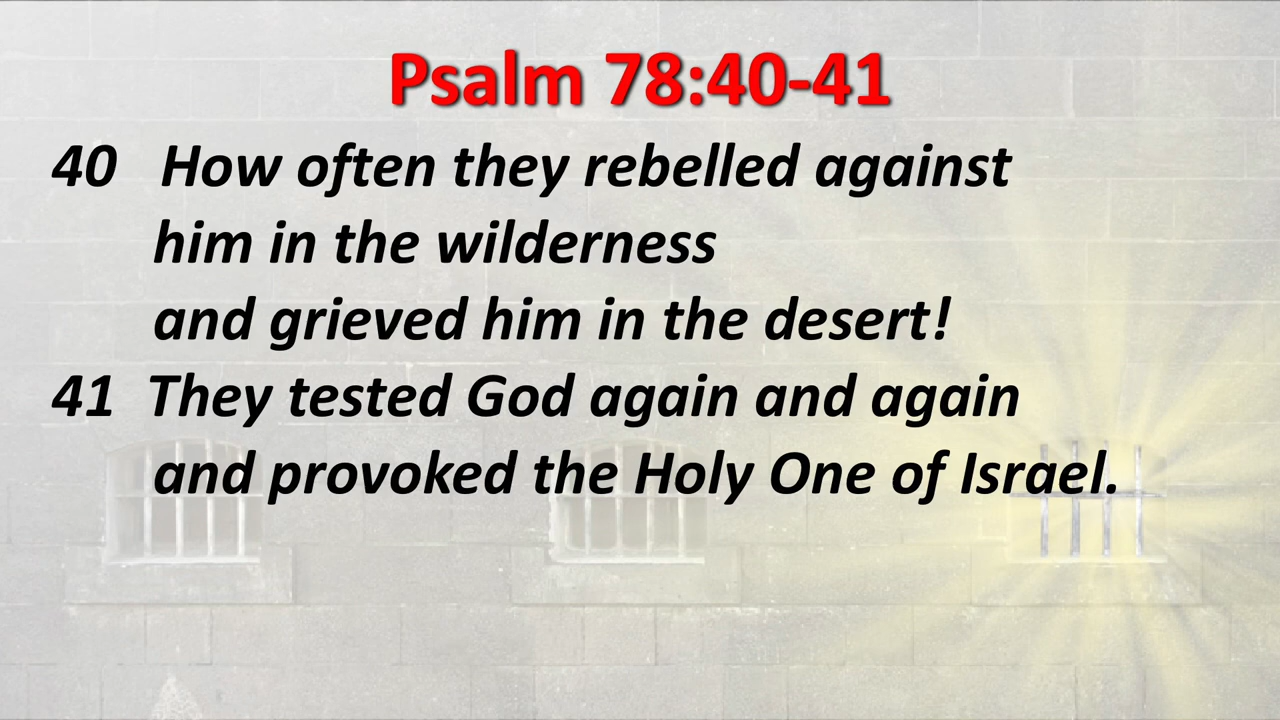 Psalm 78:40-41
40 How often they rebelled against
him in the wilderness
and grieved him in the desert!
41 They tested God again and again
and provoked the Holy One of Israel.